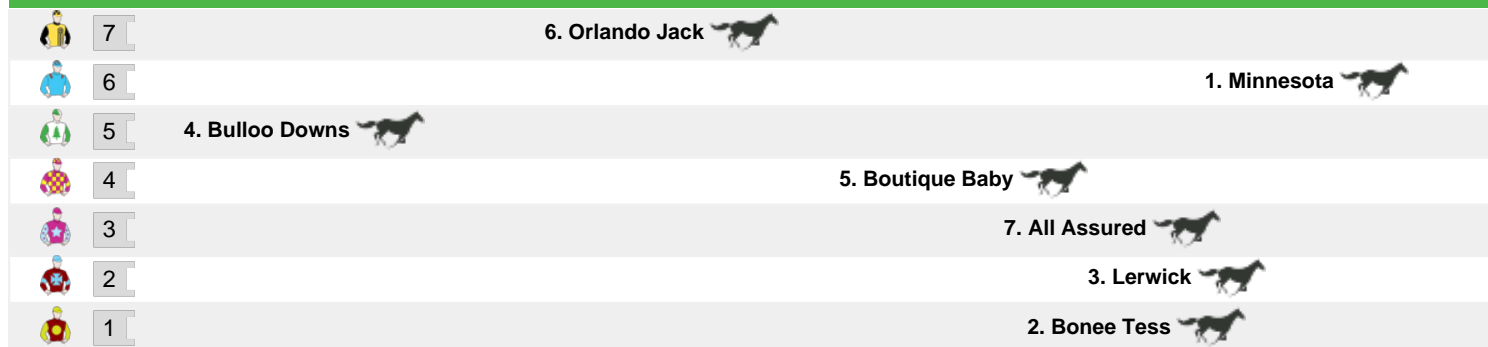 7 6. Orlando Jack
6 1. Minnesota
5 4. Bulloo Downs
4 5. Boutique Baby
3 7. All Assured
2 3. Lerwick
1 2. Bonee Tess